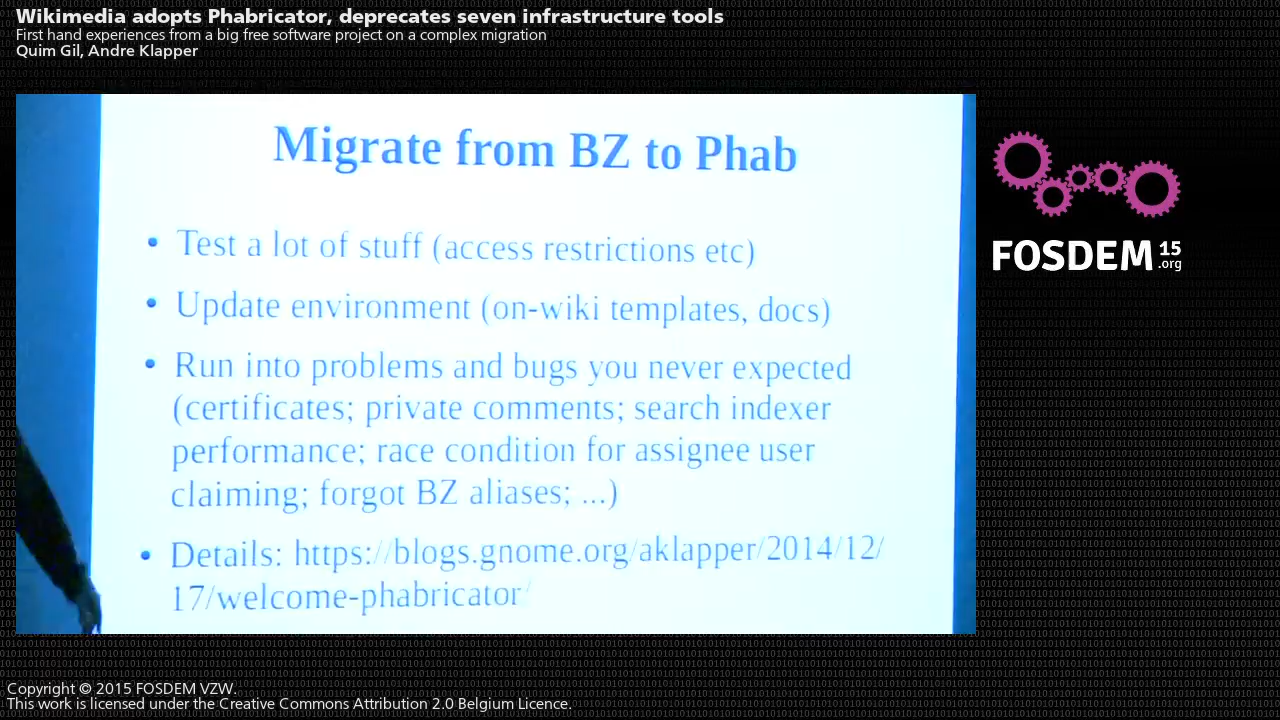 Wikimedia adopts Phabricator, deprecates seven infrastructure tools
First hand experiences from a big free software project on a complex migration
Quim Gil, Andre Klapper
Migrate from BZ to Phab
• Test a lot of stuff (access restrictions etc)
• Update environment (on-wiki templates, docs)
• Run into problems and bugs you never expected
(certificates; private comments; search indexer
performance; race condition for assignee user
claiming; forgot BZ aliases; ...)
• Details: https://blogs.gnome.org/aklapper/2014/12/
17/welcome-phabricator/
FOSDEM 15
.org
Copyright © 2015 FOSDEM VZW.
This work is licensed under the Creative Commons Attribution 2.0 Belgium Licence.